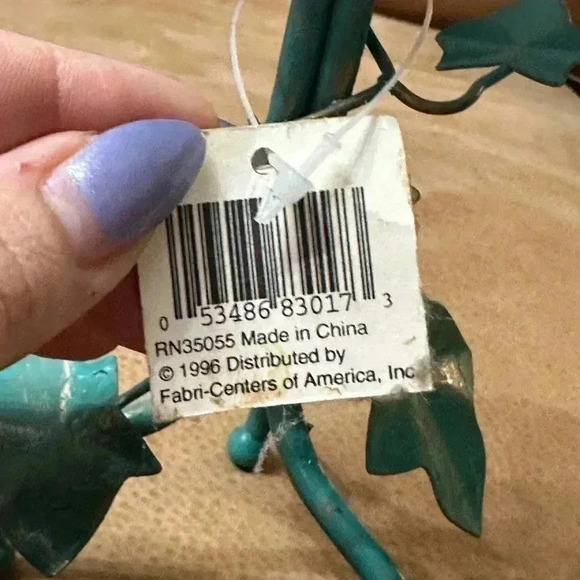 0 53486 83017 3
RN35055 Made in China
© 1996 Distributed by
Fabri-Centers of America, Inc